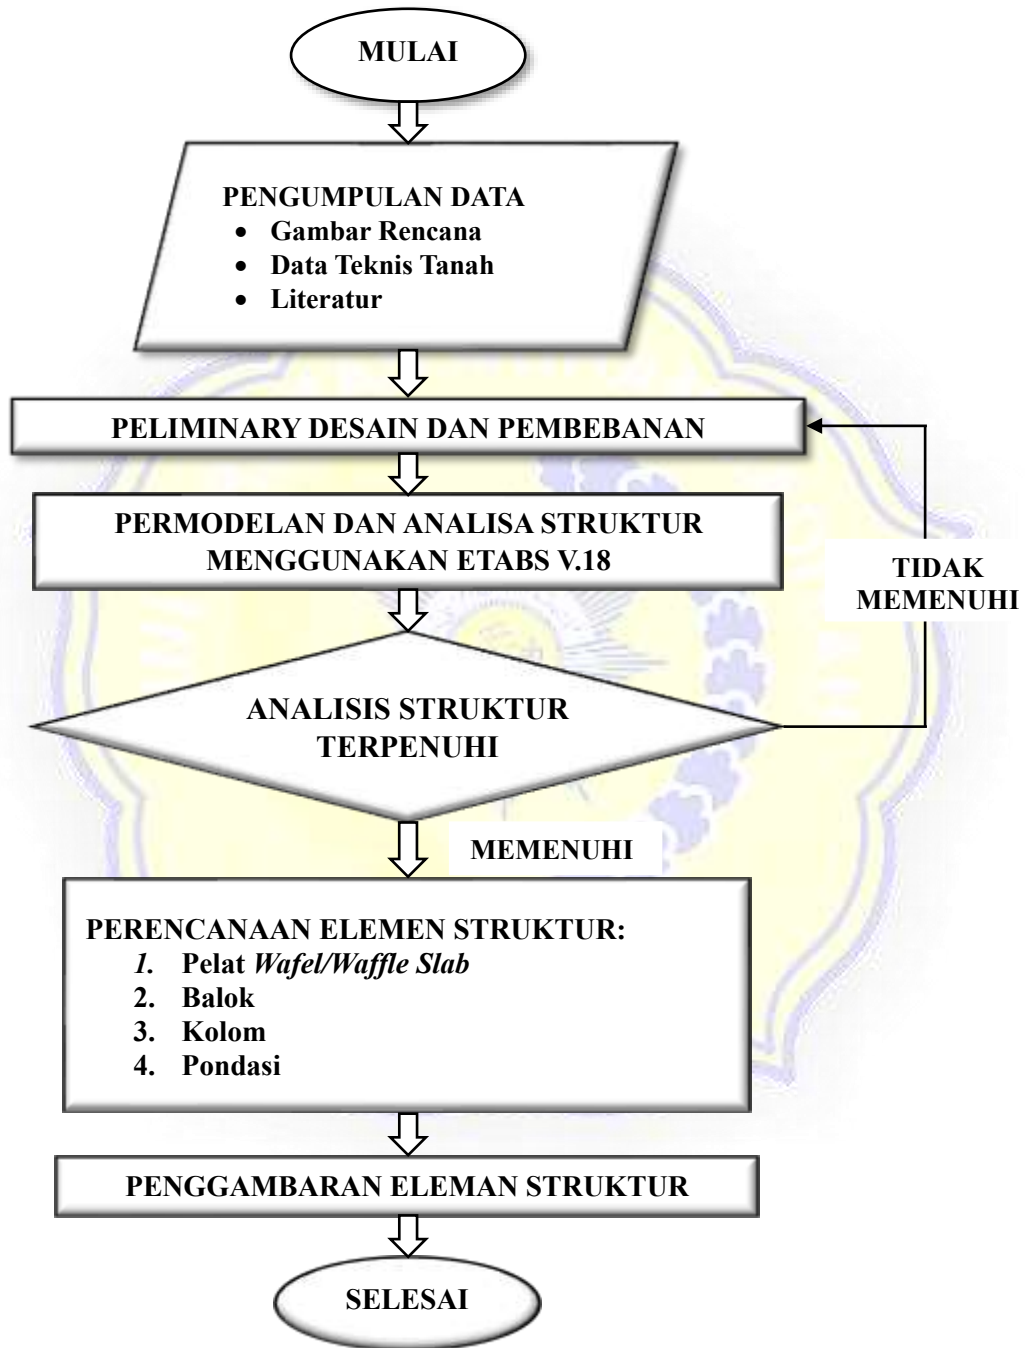 MULAI
PENGUMPULAN DATA
• Gambar Rencana
• Data Teknis Tanah
• Literatur
PELIMINARY DESAIN DAN PEMBEBANAN
PERMODELAN DAN ANALISA STRUKTUR
MENGGUNAKAN ETABS V.18
TIDAK
MEMENUHI
ANALISIS STRUKTUR
TERPENUHI
MEMENUHI
PERENCANAAN ELEMEN STRUKTUR:
1. Pelat Wafel/Waffle Slab
2. Balok
3. Kolom
4. Pondasi
PENGGAMBARAN ELEMAN STRUKTUR
SELESAI